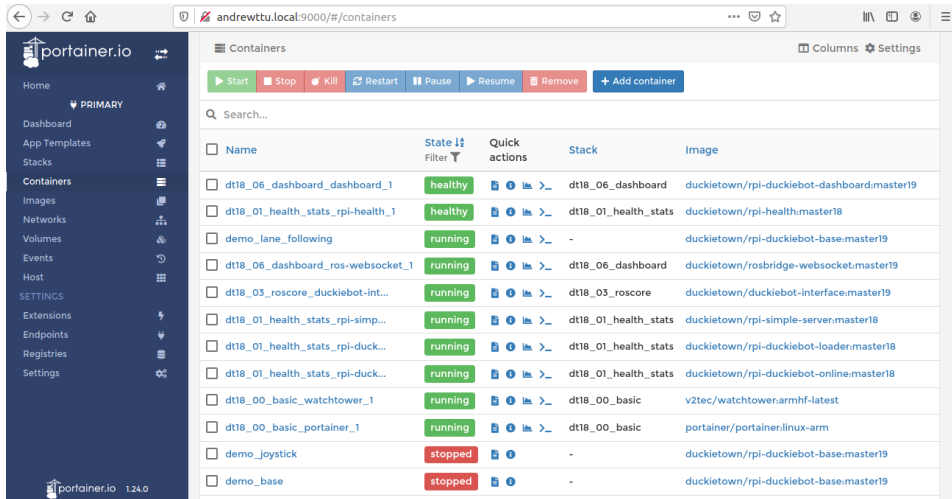 andrewttu.local:9000/#/containers
portainer.io
Home
PRIMARY
Dashboard
App Templates
Stacks
Containers
Images
Networks
Volumes
Events
Host
SETTINGS
Extensions
Endpoints
Registries
Settings
portainer.io 1.24.0
Containers Columns Settings
Start Stop Kill Restart Pause Resume Remove + Add container
Search...
Name State Filter Quick actions Stack Image
dt18_06_dashboard_dashboard_1 healthy dt18_06_dashboard duckietown/rpi-duckiebot-dashboard:master19
dt18_01_health_stats_rpi-health_1 healthy dt18_01_health_stats duckietown/rpi-health:master18
demo_lane_following running - duckietown/rpi-duckiebot-base:master19
dt18_06_dashboard_ros-websocket_1 running dt18_06_dashboard duckietown/rosbridge-websocket:master19
dt18_03_roscore_duckiebot-int... running dt18_03_roscore duckietown/duckiebot-interface:master19
dt18_01_health_stats_rpi-simp... running dt18_01_health_stats duckietown/rpi-simple-server:master18
dt18_01_health_stats_rpi-duck... running dt18_01_health_stats duckietown/rpi-duckiebot-loader:master18
dt18_01_health_stats_rpi-duck... running dt18_01_health_stats duckietown/rpi-duckiebot-online:master18
dt18_00_basic_watchtower_1 running dt18_00_basic v2tec/watchtower:armhf-latest
dt18_00_basic_portainer_1 running dt18_00_basic portainer/portainer:linux-arm
demo_joystick stopped - duckietown/rpi-duckiebot-base:master19
demo_base stopped - duckietown/rpi-duckiebot-base:master19